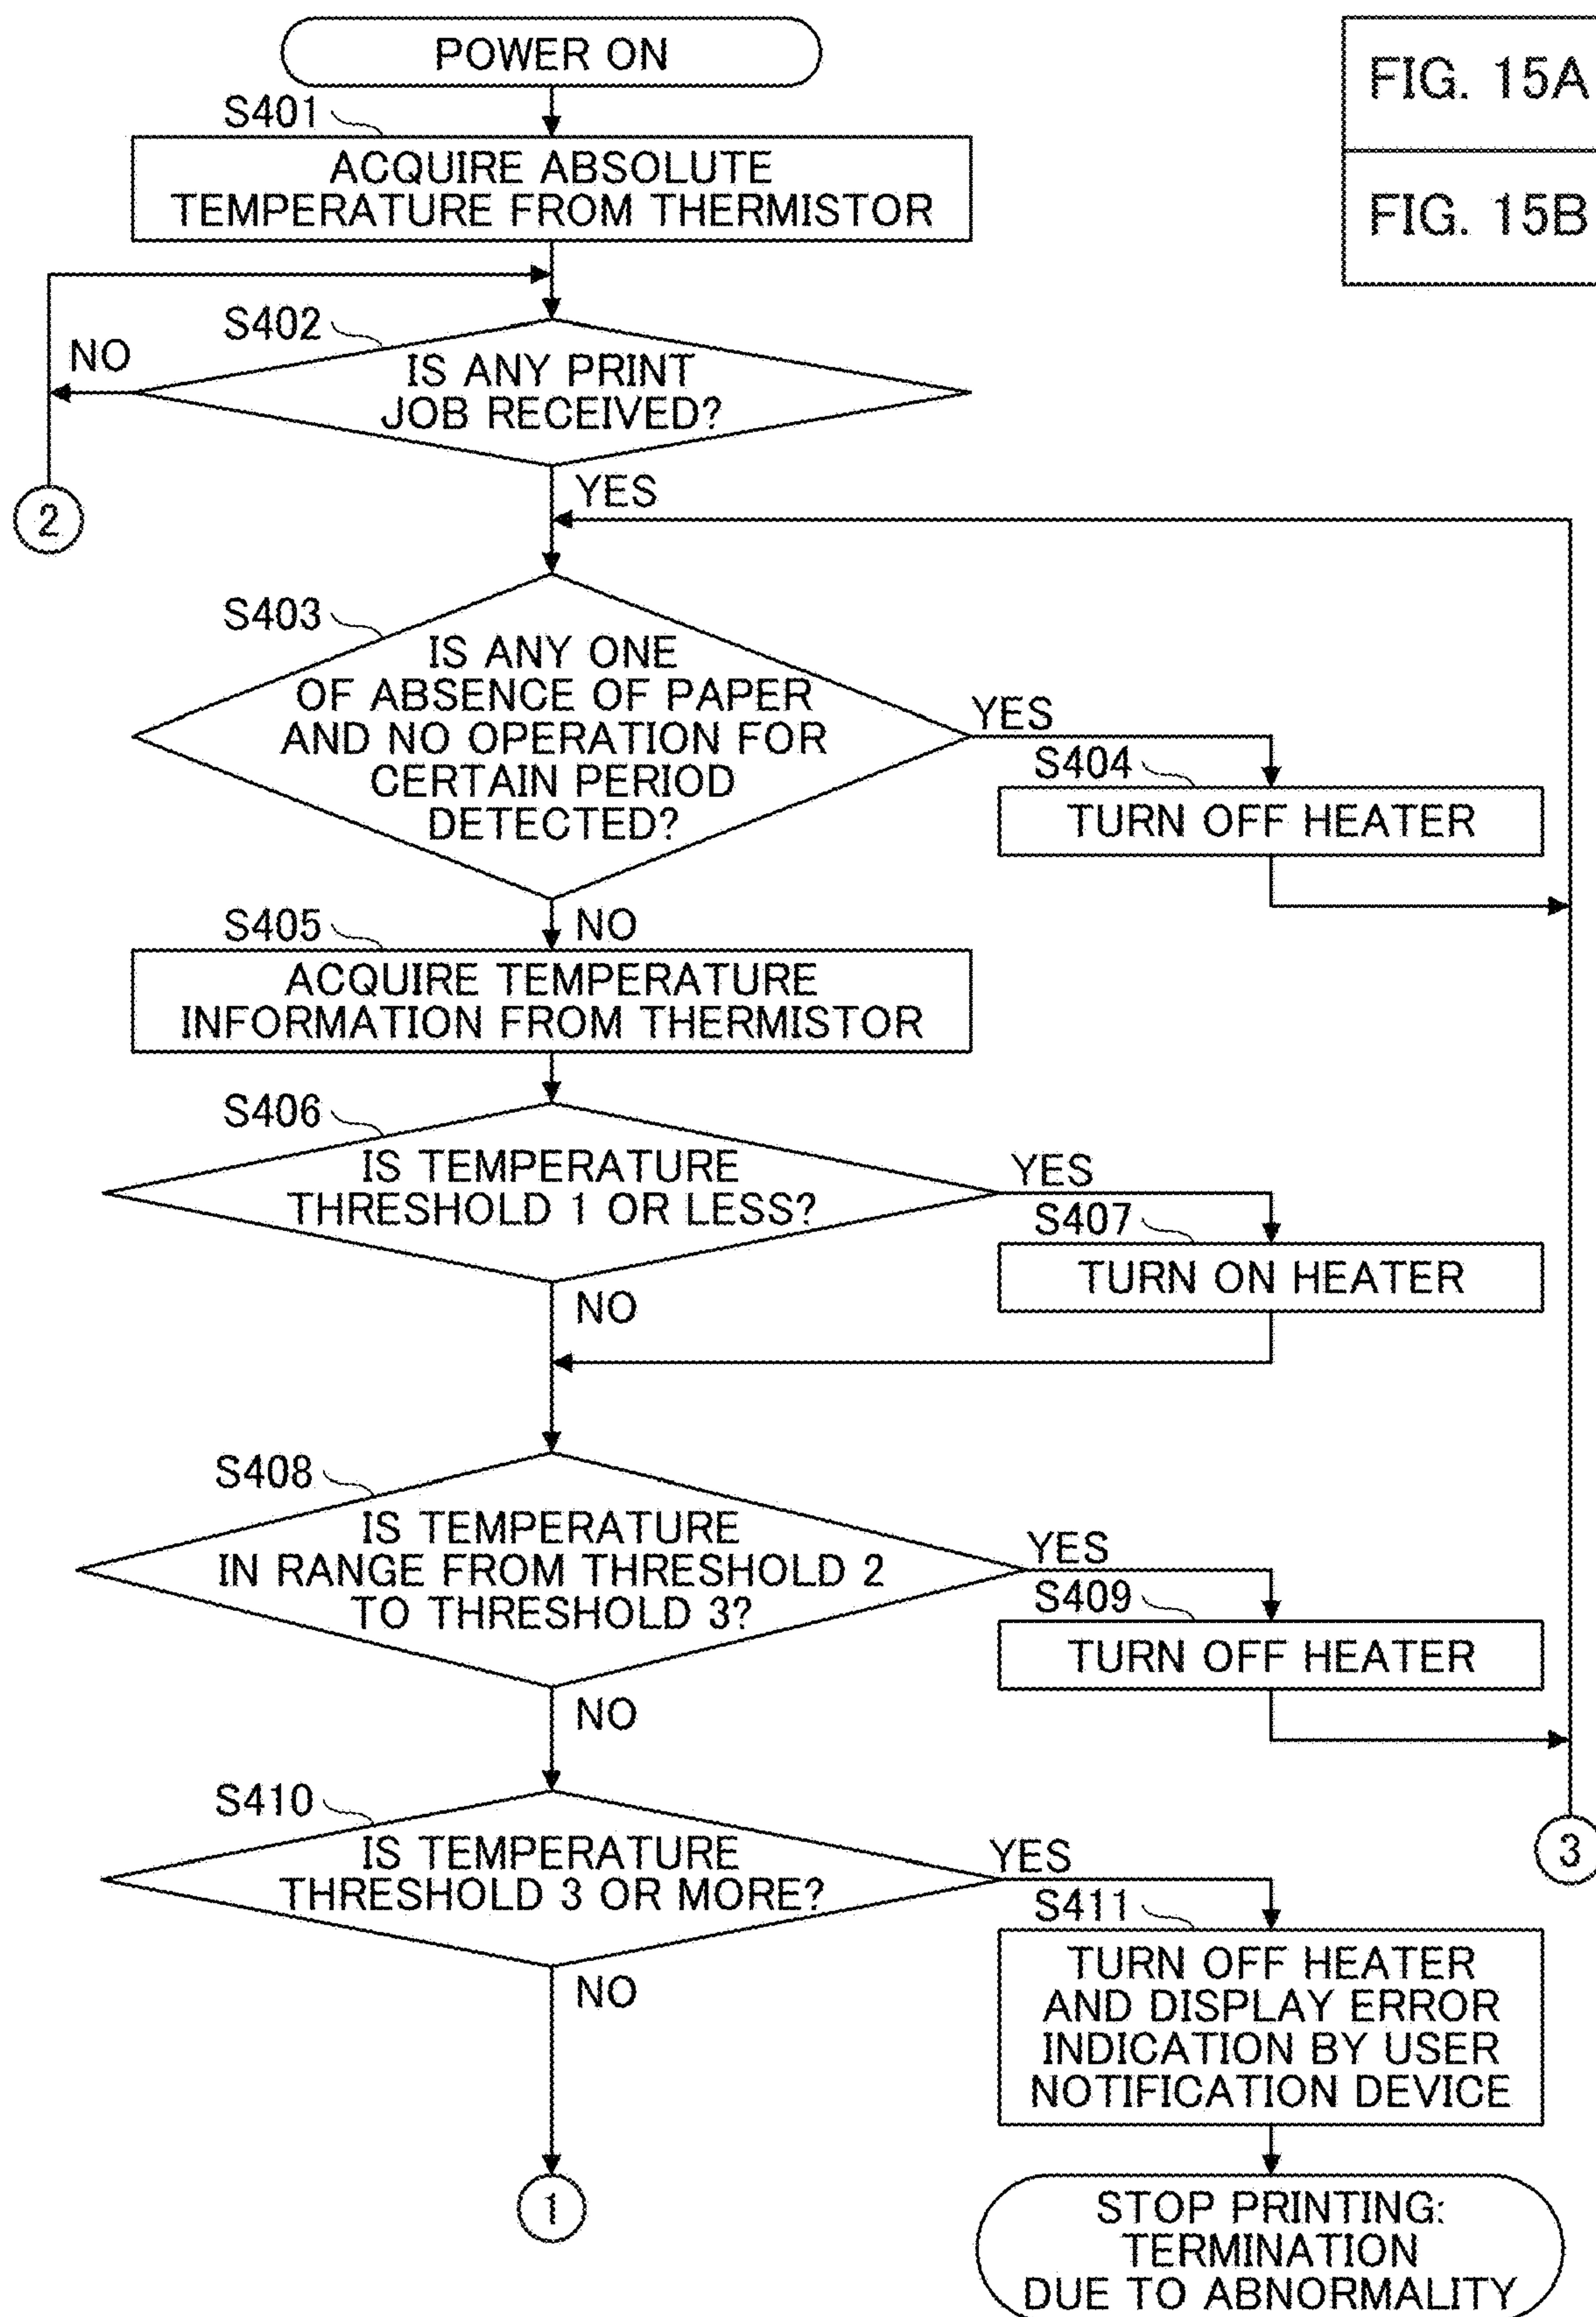 POWER ON
FIG. 15A
FIG. 15B
S401
ACQUIRE ABSOLUTE
TEMPERATURE FROM THERMISTOR
S402
NO
IS ANY PRINT
JOB RECEIVED?
YES
2
S403
IS ANY ONE
OF ABSENCE OF PAPER
AND NO OPERATION FOR
CERTAIN PERIOD
DETECTED?
YES
S404
TURN OFF HEATER
NO
S405
ACQUIRE TEMPERATURE
INFORMATION FROM THERMISTOR
S406
IS TEMPERATURE
THRESHOLD 1 OR LESS?
YES
S407
TURN ON HEATER
NO
S408
IS TEMPERATURE
IN RANGE FROM THRESHOLD 2
TO THRESHOLD 3?
YES
S409
TURN OFF HEATER
NO
S410
IS TEMPERATURE
THRESHOLD 3 OR MORE?
YES
3
S411
TURN OFF HEATER
AND DISPLAY ERROR
INDICATION BY USER
NOTIFICATION DEVICE
NO
1
STOP PRINTING:
TERMINATION
DUE TO ABNORMALITY